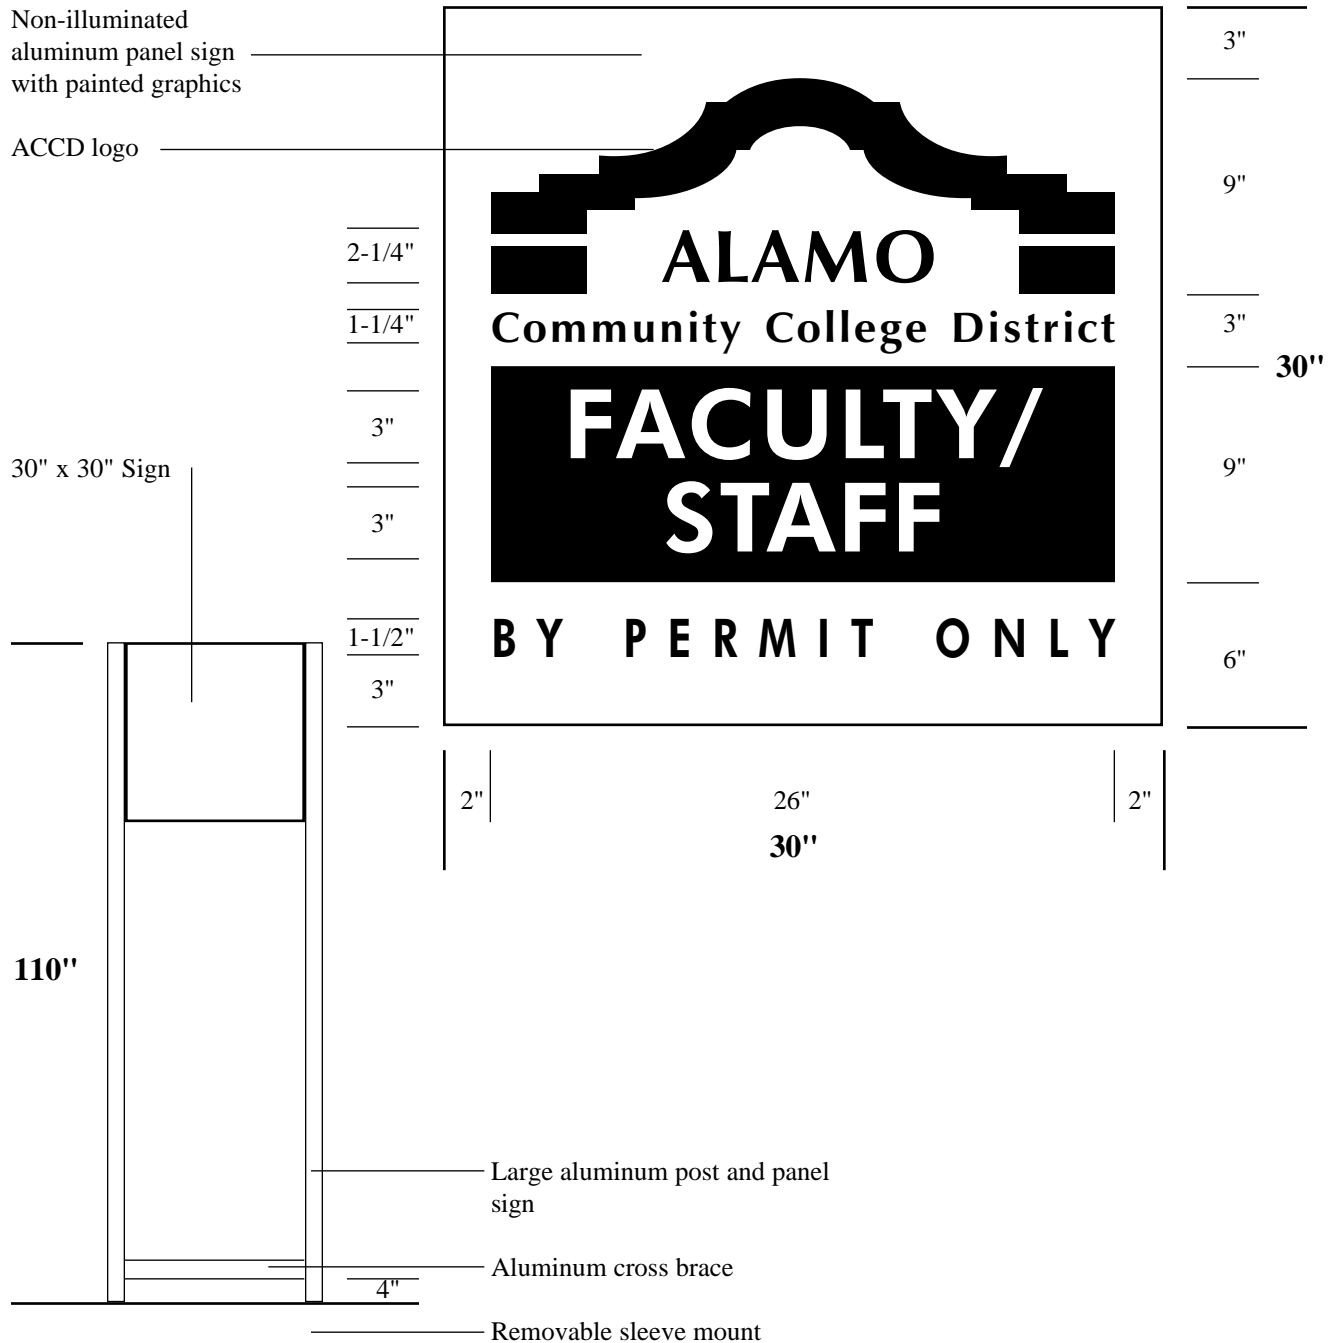 Non-illuminated
aluminum panel sign
with painted graphics
ACCD logo
ALAMO
Community College District
FACULTY/
STAFF
BY PERMIT ONLY
3"
9"
3"
30"
9"
6"
2-1/4"
1-1/4"
3"
3"
1-1/2"
3"
2"
26"
2"
30"
30" x 30" Sign
110"
Large aluminum post and panel
sign
Aluminum cross brace
4"
Removable sleeve mount